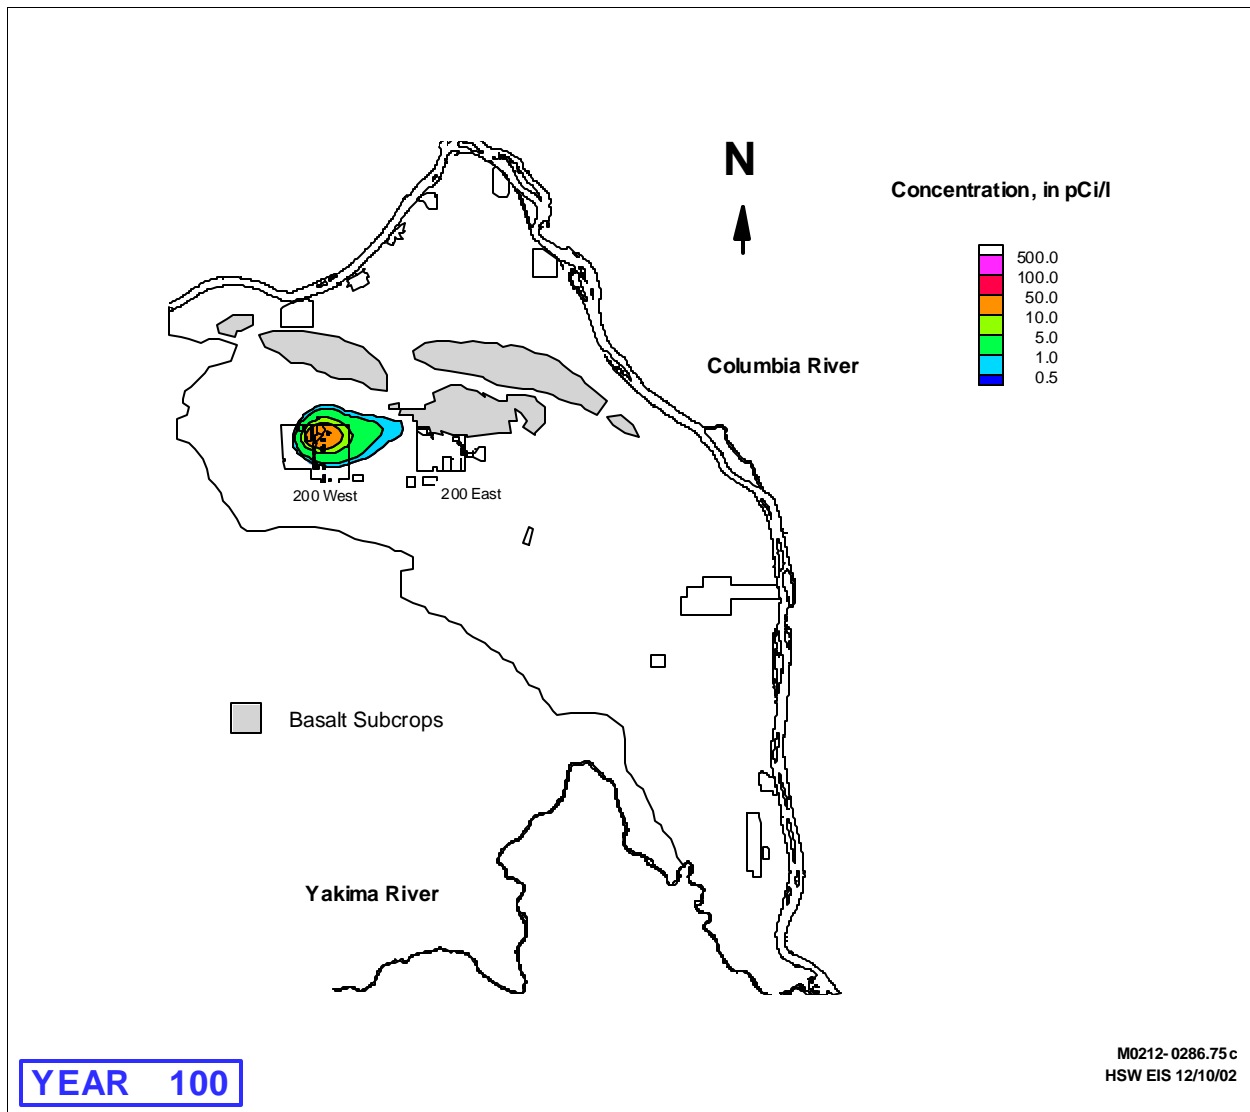 N
Concentration, in pCi/l
500.0
100.0
50.0
10.0
5.0
1.0
0.5
Columbia River
200 West
200 East
Basalt Subcrops
Yakima River
YEAR 100
M0212-0286.75c
HSW EIS 12/10/02